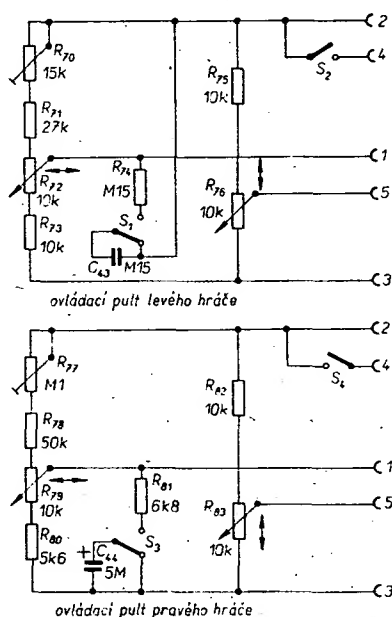 2
R70
15k
R75
10k
S2
4
R71
27k
R74
M15
1
R72
10k
R76
10k
5
S1
R73
10k
C43
M15
3
ovládací pult levého hráče
2
R77
M1
R82
10k
S4
4
R78
50k
1
R79
10k
R81
6k8
R83
10k
5
R80
5k6
+
C44
5M
S3
3
ovládací pult pravého hráče